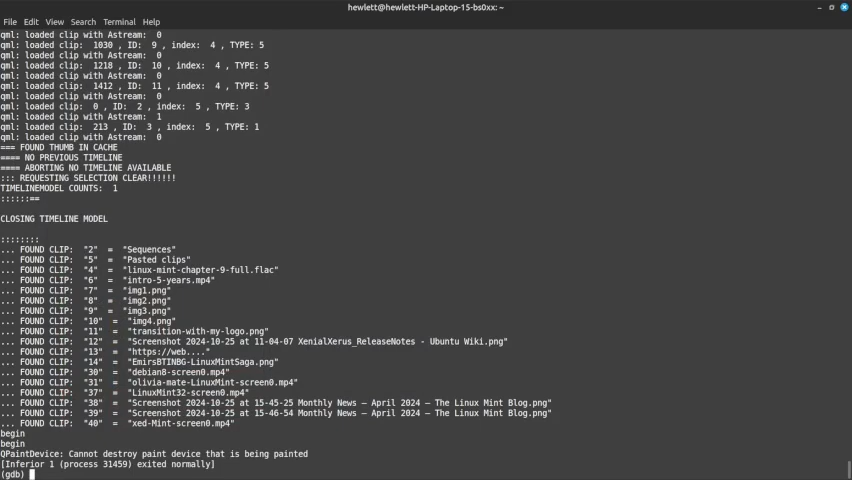 hewlett@hewlett-HP-Laptop-15-bs0xx: ~
File Edit View Search Terminal Help
qml: loaded clip with Astream:  0
qml: loaded clip:  1030 , ID:  9 , index:  4 , TYPE: 5
qml: loaded clip with Astream:  0
qml: loaded clip:  1218 , ID:  10 , index:  4 , TYPE: 5
qml: loaded clip with Astream:  0
qml: loaded clip:  1412 , ID:  11 , index:  4 , TYPE: 5
qml: loaded clip with Astream:  0
qml: loaded clip:  0 , ID:  2 , index:  5 , TYPE: 3
qml: loaded clip with Astream:  1
qml: loaded clip:  213 , ID:  3 , index:  5 , TYPE: 1
qml: loaded clip with Astream:  0
=== FOUND THUMB IN CACHE
==== NO PREVIOUS TIMELINE
==== ABORTING NO TIMELINE AVAILABLE
::: REQUESTING SELECTION CLEAR!!!!!!
TIMELINEMODEL COUNTS:  1
::::::==
CLOSING TIMELINE MODEL
::::::::
... FOUND CLIP:  "2"  =  "Sequences"
... FOUND CLIP:  "5"  =  "Pasted clips"
... FOUND CLIP:  "4"  =  "linux-mint-chapter-9-full.flac"
... FOUND CLIP:  "6"  =  "intro-5-years.mp4"
... FOUND CLIP:  "7"  =  "img1.png"
... FOUND CLIP:  "8"  =  "img2.png"
... FOUND CLIP:  "9"  =  "img3.png"
... FOUND CLIP:  "10"  =  "img4.png"
... FOUND CLIP:  "11"  =  "transition-with-my-logo.png"
... FOUND CLIP:  "12"  =  "Screenshot 2024-10-25 at 11-04-07 XenialXerus_ReleaseNotes - Ubuntu Wiki.png"
... FOUND CLIP:  "13"  =  "https://web...."
... FOUND CLIP:  "14"  =  "EmirsBTINBG-LinuxMintSaga.png"
... FOUND CLIP:  "30"  =  "debian8-screen0.mp4"
... FOUND CLIP:  "31"  =  "olivia-mate-LinuxMint-screen0.mp4"
... FOUND CLIP:  "37"  =  "LinuxMint32-screen0.mp4"
... FOUND CLIP:  "38"  =  "Screenshot 2024-10-25 at 15-45-25 Monthly News – April 2024 – The Linux Mint Blog.png"
... FOUND CLIP:  "39"  =  "Screenshot 2024-10-25 at 15-46-54 Monthly News – April 2024 – The Linux Mint Blog.png"
... FOUND CLIP:  "40"  =  "xed-Mint-screen0.mp4"
begin
begin
QPaintDevice: Cannot destroy paint device that is being painted
[Inferior 1 (process 31459) exited normally]
(gdb)